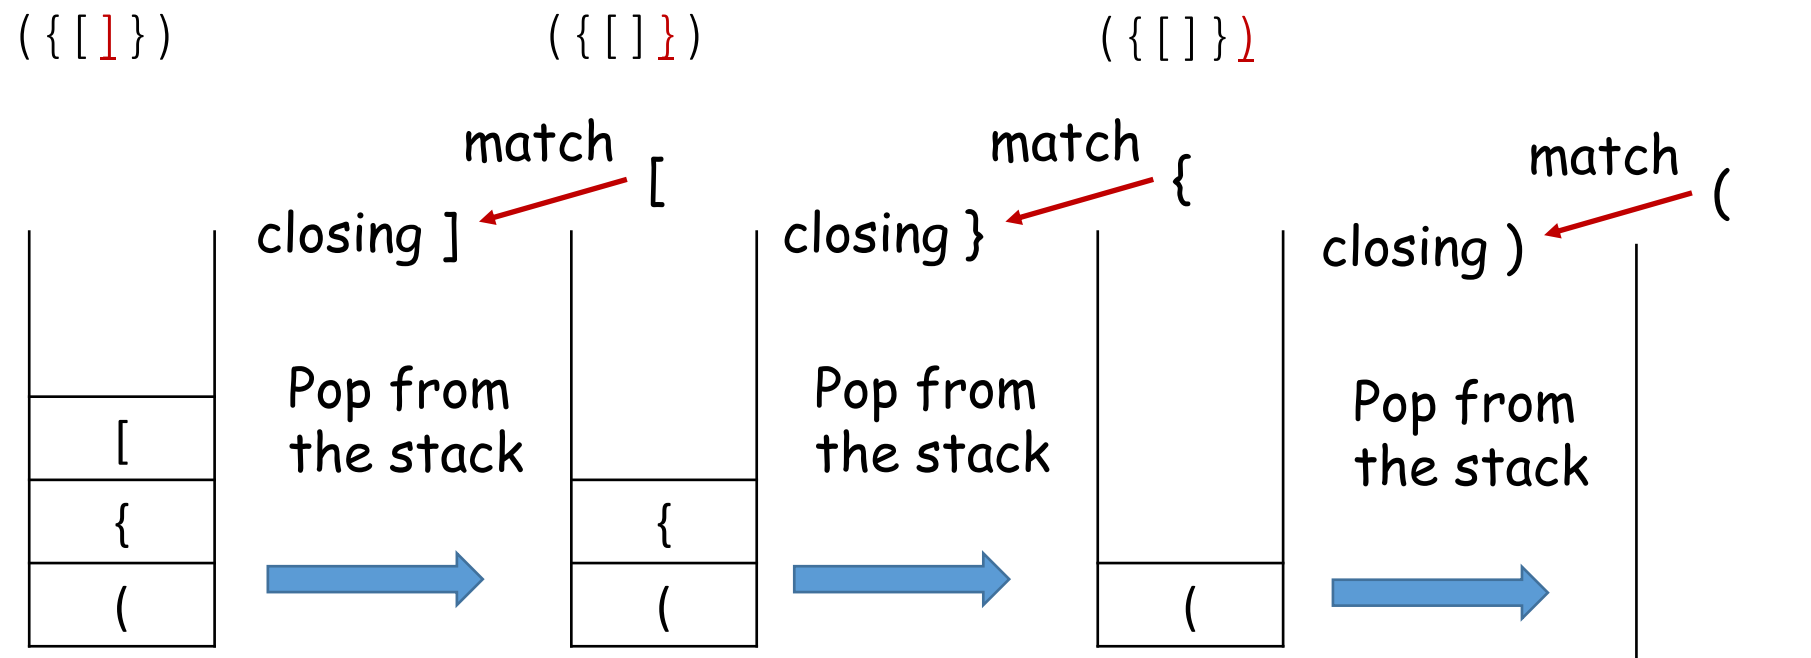 ({[]})
({[]})
({[]})
match
[
closing ]
match
{
closing }
match
(
closing )
Pop from
the stack
Pop from
the stack
Pop from
the stack
[
{
(
{
(
(